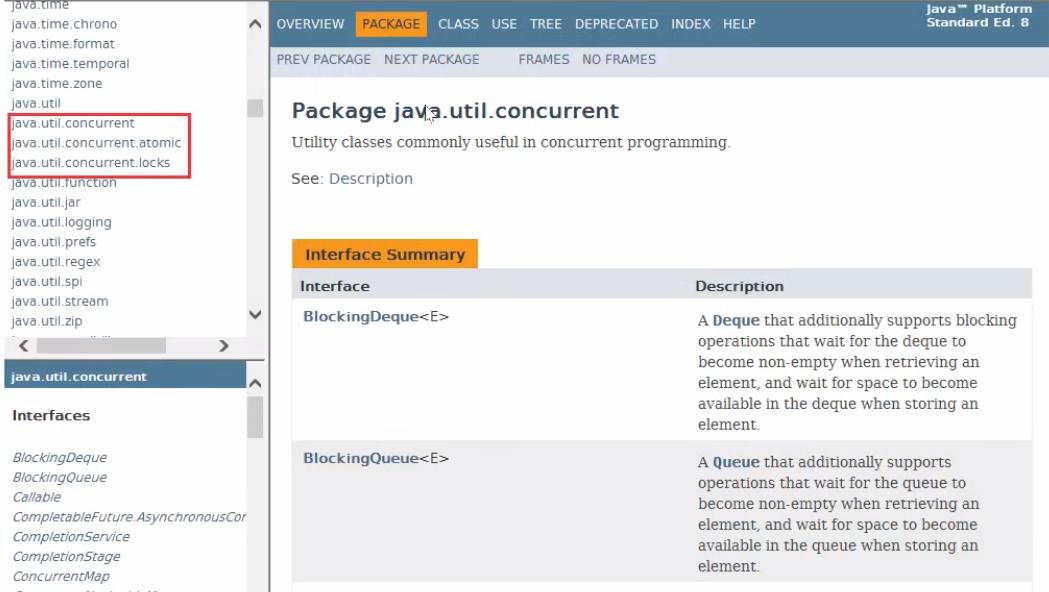 java.time
java.time.chrono
java.time.format
java.time.temporal
java.time.zone
java.util
java.util.concurrent
java.util.concurrent.atomic
java.util.concurrent.locks
java.util.function
java.util.jar
java.util.logging
java.util.prefs
java.util.regex
java.util.spi
java.util.stream
java.util.zip
java.util.concurrent
Interfaces
BlockingDeque
BlockingQueue
Callable
CompletableFuture.AsynchronousCor
CompletionService
CompletionStage
ConcurrentMap
OVERVIEW PACKAGE CLASS USE TREE DEPRECATED INDEX HELP
Java™ Platform
Standard Ed. 8
PREV PACKAGE NEXT PACKAGE FRAMES NO FRAMES
Package java.util.concurrent
Utility classes commonly useful in concurrent programming.
See: Description
Interface Summary
Interface Description
BlockingDeque<E>
A Deque that additionally supports blocking
operations that wait for the deque to
become non-empty when retrieving an
element, and wait for space to become
available in the deque when storing an
element.
BlockingQueue<E>
A Queue that additionally supports
operations that wait for the queue to
become non-empty when retrieving an
element, and wait for space to become
available in the queue when storing an
element.